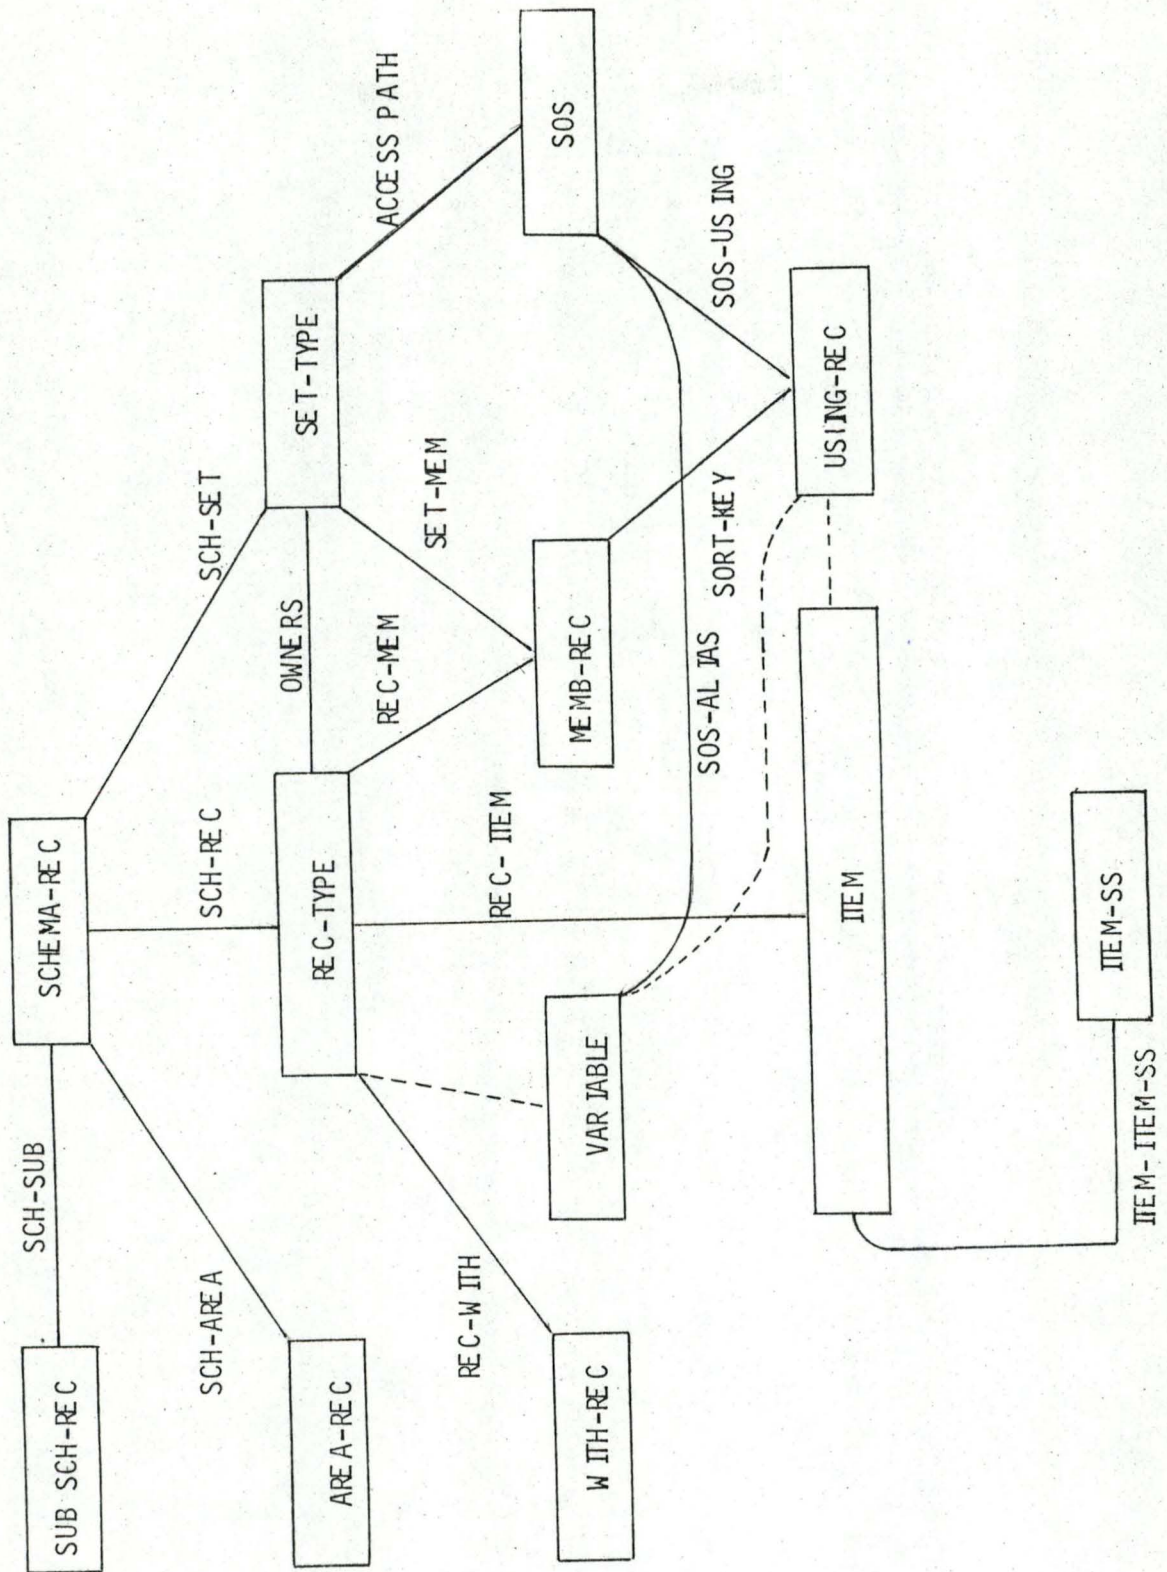 SCHEMA-REC
SUB SCH-REC
SCH-SUB
SCH-REC
SCH-SET
SCH-AREA
AREA-REC
REC-TYPE
OWNERS
SET-TYPE
REC-WITH
REC-MEM
SET-MEM
ACCESS PATH
WITH-REC
VARIABLE
REC-ITEM
MEMB-REC
SOS
SOS-ALIAS
SORT-KEY
SOS-USING
ITEM
USING-REC
ITEM-ITEM-SS
ITEM-SS